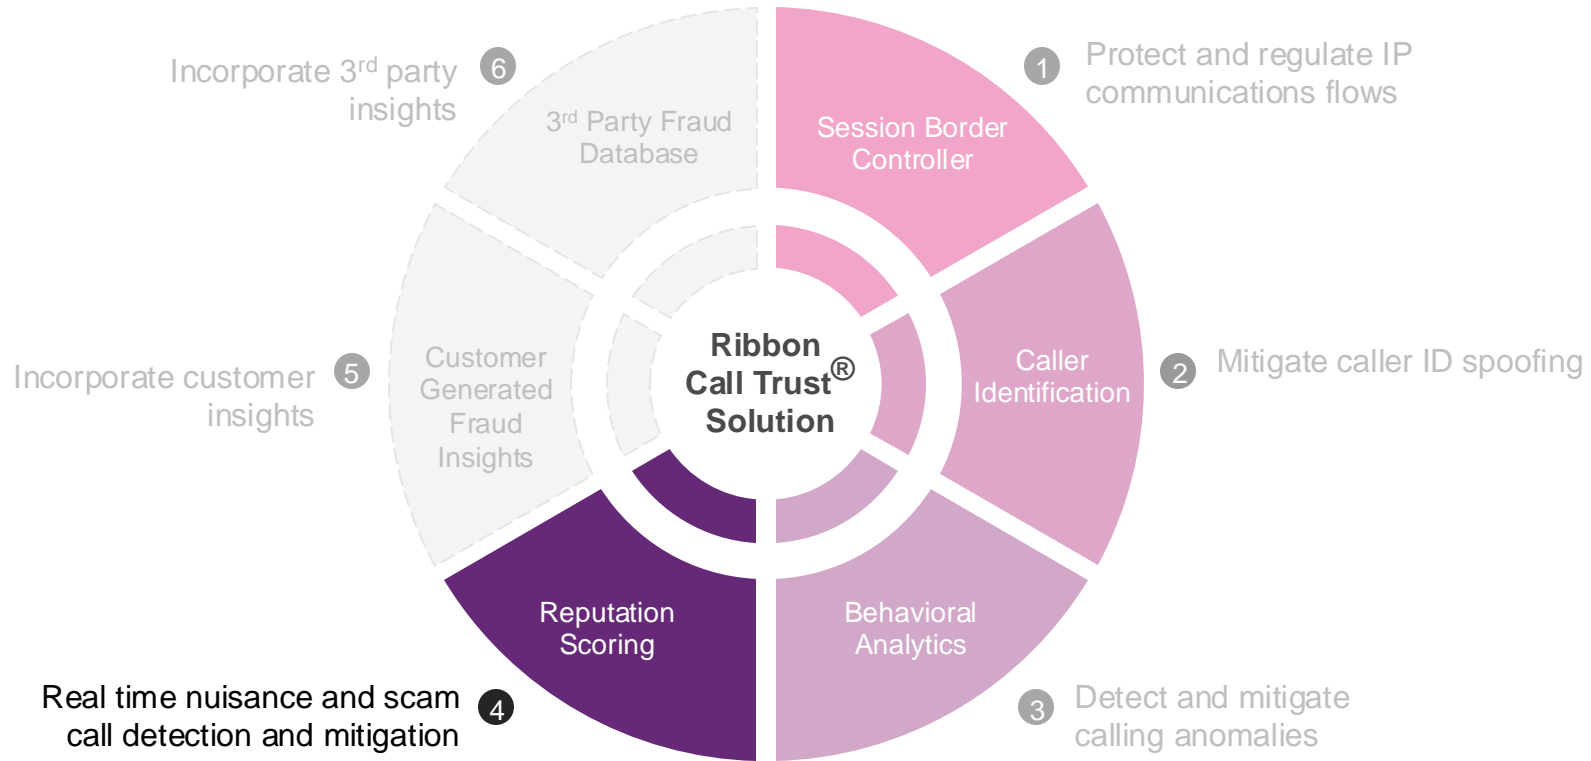 Ribbon
Call Trust®
Solution
1
Protect and regulate IP
communications flows
Session Border
Controller
2
Mitigate caller ID spoofing
Caller
Identification
3
Detect and mitigate
calling anomalies
Behavioral
Analytics
4
Real time nuisance and scam
call detection and mitigation
Reputation
Scoring
5
Incorporate customer
insights
Customer
Generated
Fraud
Insights
6
Incorporate 3rd party
insights
3rd Party Fraud
Database